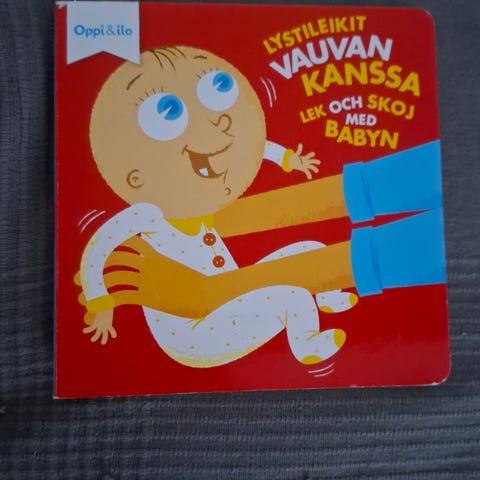 Oppi&ilo
LYSTILEIKIT
VAUVAN
KANSSA
LEK OCH SKOJ
MED
BABYN